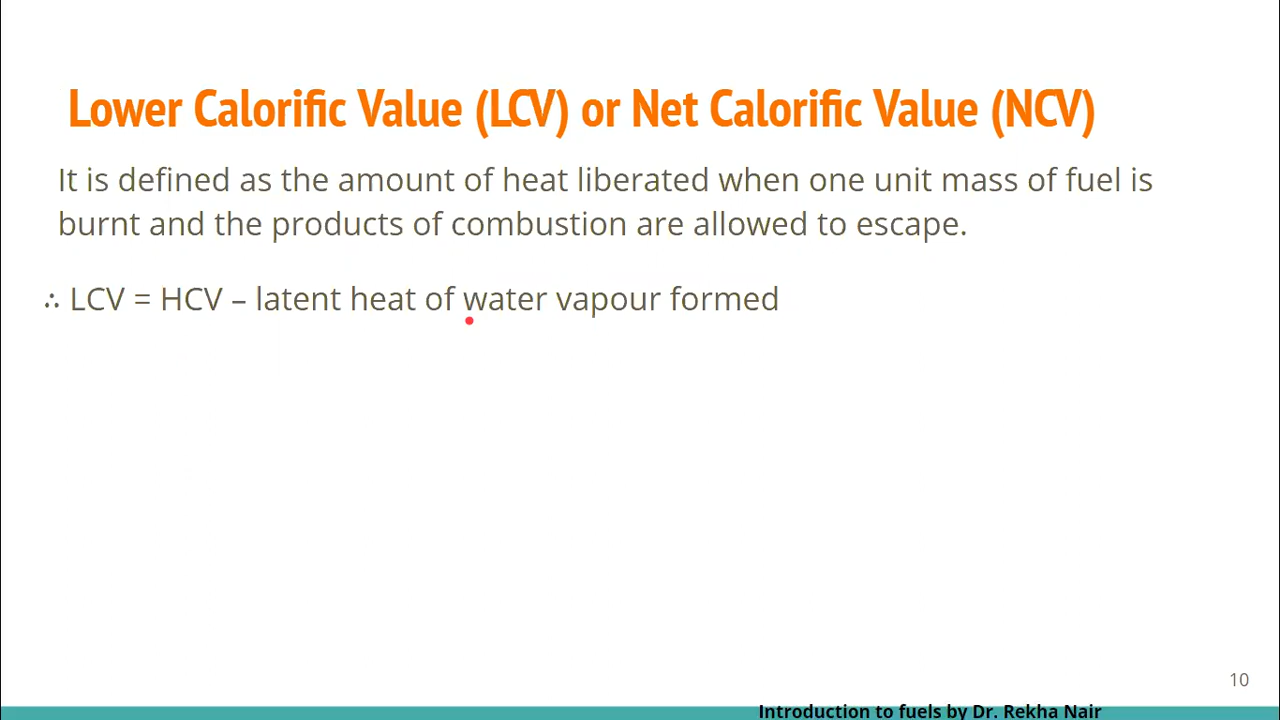 Lower Calorific Value (LCV) or Net Calorific Value (NCV)
It is defined as the amount of heat liberated when one unit mass of fuel is
burnt and the products of combustion are allowed to escape.
∴ LCV = HCV – latent heat of water vapour formed
10
Introduction to fuels by Dr. Rekha Nair